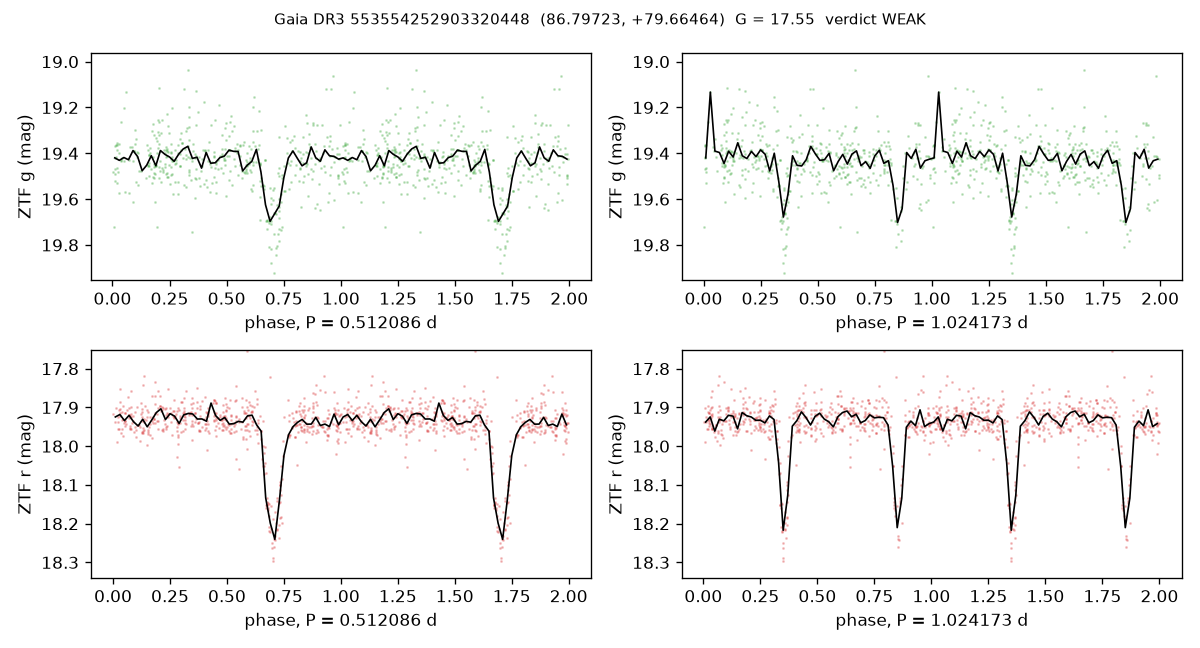 Gaia DR3 553554252903320448  (86.79723, +79.66464)  G = 17.55  verdict WEAK
ZTF g (mag)
19.0
19.2
19.4
19.6
19.8
0.00 0.25 0.50 0.75 1.00 1.25 1.50 1.75 2.00
phase, P = 0.512086 d
ZTF g (mag)
19.0
19.2
19.4
19.6
19.8
0.00 0.25 0.50 0.75 1.00 1.25 1.50 1.75 2.00
phase, P = 1.024173 d
ZTF r (mag)
17.8
17.9
18.0
18.1
18.2
18.3
0.00 0.25 0.50 0.75 1.00 1.25 1.50 1.75 2.00
phase, P = 0.512086 d
ZTF r (mag)
17.8
17.9
18.0
18.1
18.2
18.3
0.00 0.25 0.50 0.75 1.00 1.25 1.50 1.75 2.00
phase, P = 1.024173 d